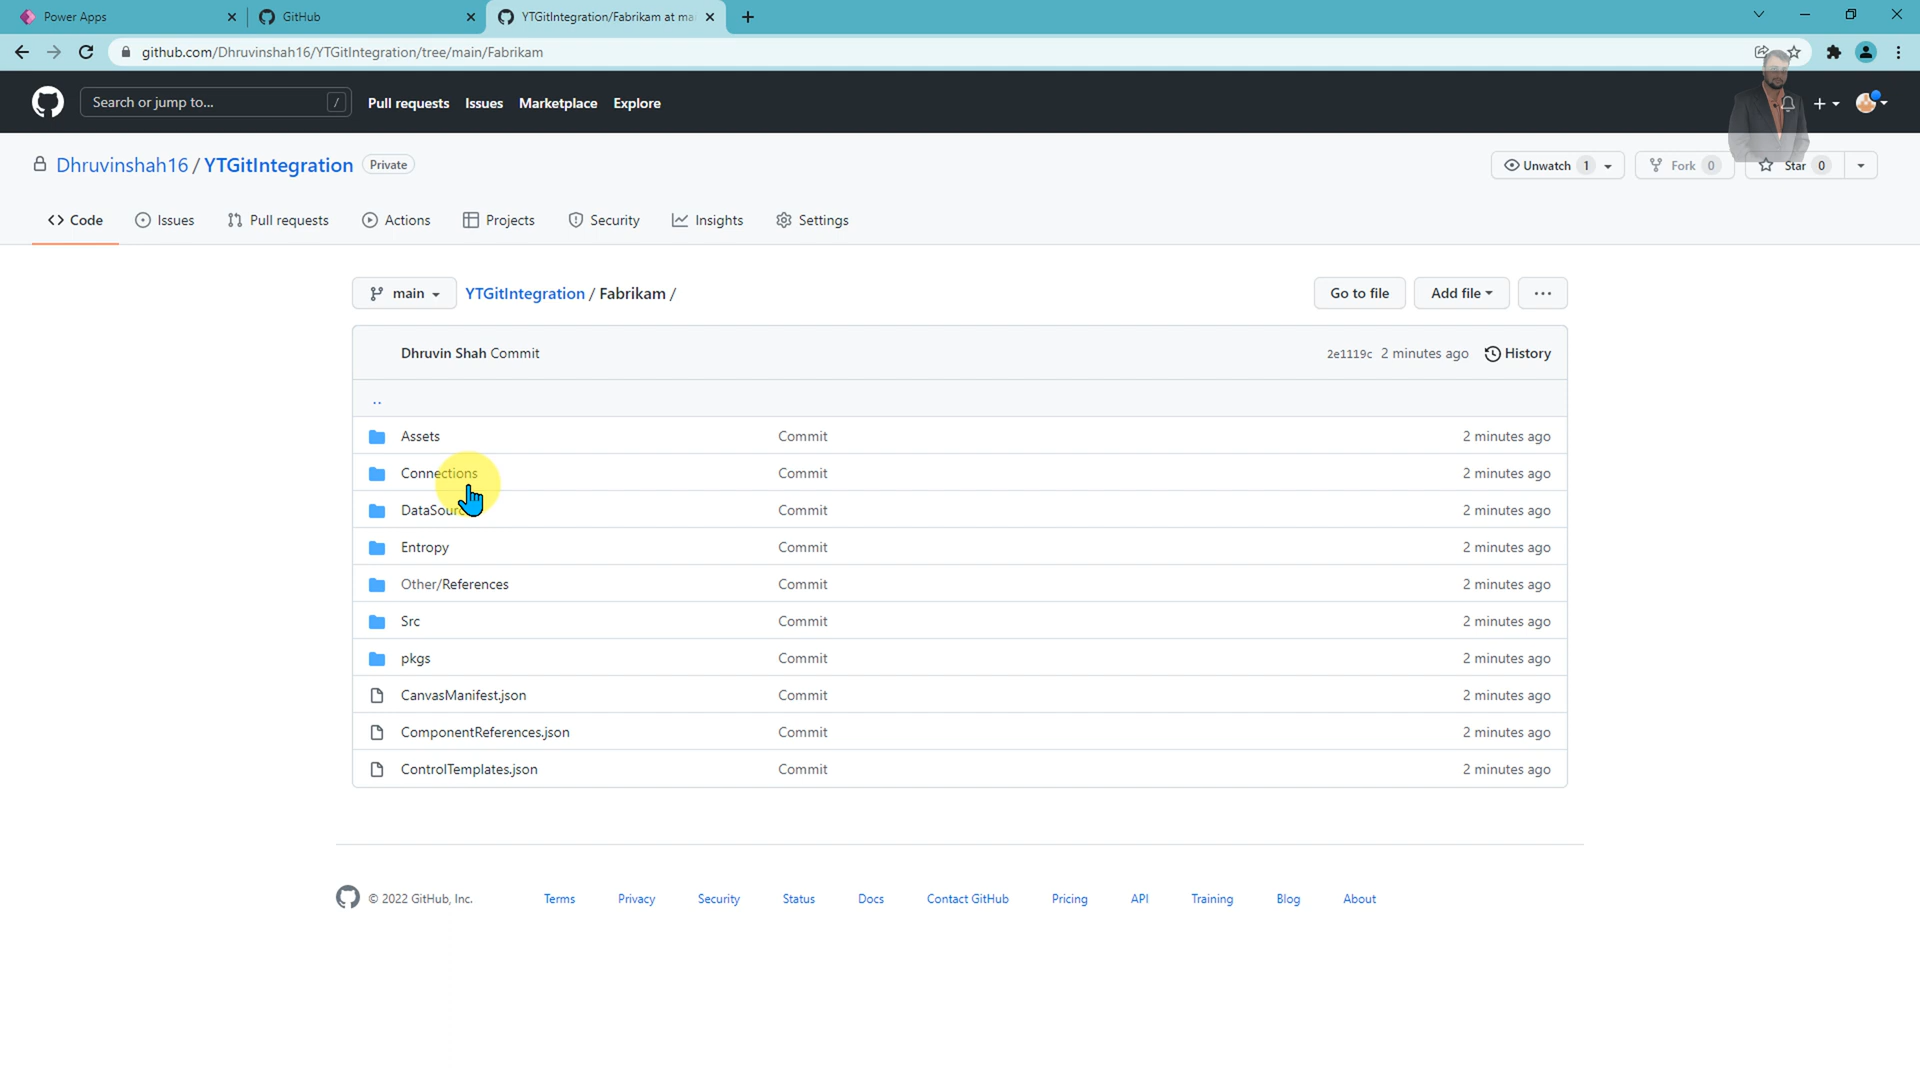 Power Apps
GitHub
YTGitIntegration/Fabrikam at mai
github.com/Dhruvinshah16/YTGitIntegration/tree/main/Fabrikam
Search or jump to...
/
Pull requests
Issues
Marketplace
Explore
Dhruvinshah16 / YTGitIntegration
Private
Unwatch 1
Fork 0
Star 0
Code
Issues
Pull requests
Actions
Projects
Security
Insights
Settings
main
YTGitIntegration / Fabrikam /
Go to file
Add file
Dhruvin Shah Commit
2e1119c 2 minutes ago
History
..
Assets Commit 2 minutes ago
Connections Commit 2 minutes ago
DataSourc Commit 2 minutes ago
Entropy Commit 2 minutes ago
Other/References Commit 2 minutes ago
Src Commit 2 minutes ago
pkgs Commit 2 minutes ago
CanvasManifest.json Commit 2 minutes ago
ComponentReferences.json Commit 2 minutes ago
ControlTemplates.json Commit 2 minutes ago
© 2022 GitHub, Inc.
Terms
Privacy
Security
Status
Docs
Contact GitHub
Pricing
API
Training
Blog
About